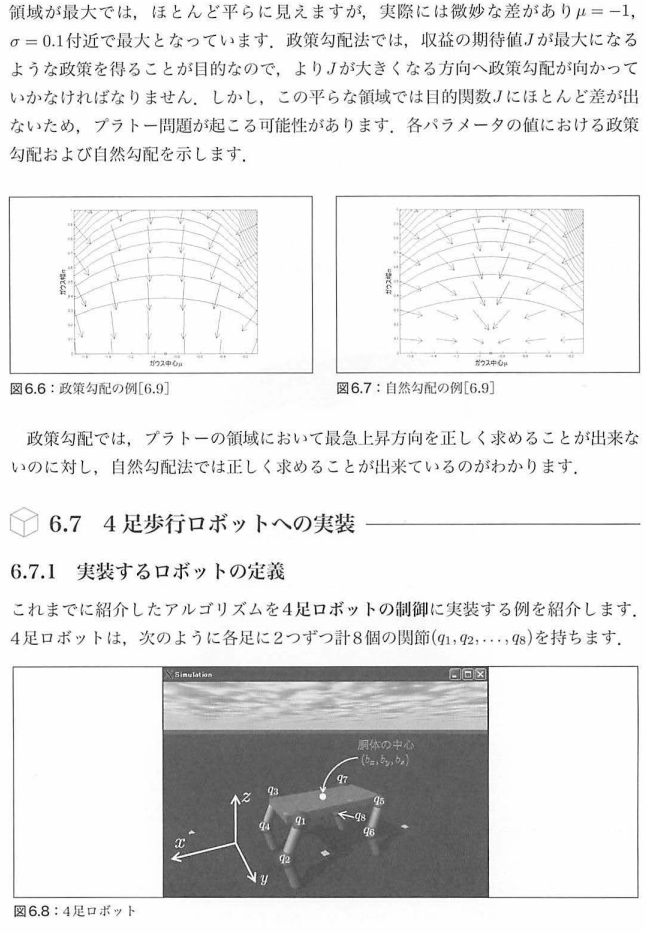 領域が最大では，ほとんど平らに見えますが，実際には微妙な差がありμ = −1,
σ = 0.1付近で最大となっています．政策勾配法では，収益の期待値Jが最大になる
ような政策を得ることが目的なので，よりJが大きくなる方向へ政策勾配が向かって
いかなければなりません．しかし，この平らな領域では目的関数Jにほとんど差が出
ないため，プラトー問題が起こる可能性があります．各パラメータの値における政策
勾配および自然勾配を示します．
ガウス幅σ
ガウス中心μ
ガウス幅σ
ガウス中心μ
図6.6：政策勾配の例[6.9]
図6.7：自然勾配の例[6.9]
政策勾配では，プラトーの領域において最急上昇方向を正しく求めることが出来な
いのに対し，自然勾配法では正しく求めることが出来ているのがわかります．
6.7 4足歩行ロボットへの実装
6.7.1 実装するロボットの定義
これまでに紹介したアルゴリズムを4足ロボットの制御に実装する例を紹介します．
4足ロボットは，次のように各足に2つずつ計8個の関節(q1, q2, . . . , q8)を持ちます．
Simulation
胴体の中心
(bx, by, bz)
q7
q3
z
q5
q4
q1
q8
q6
x
q2
y
図6.8：4足ロボット